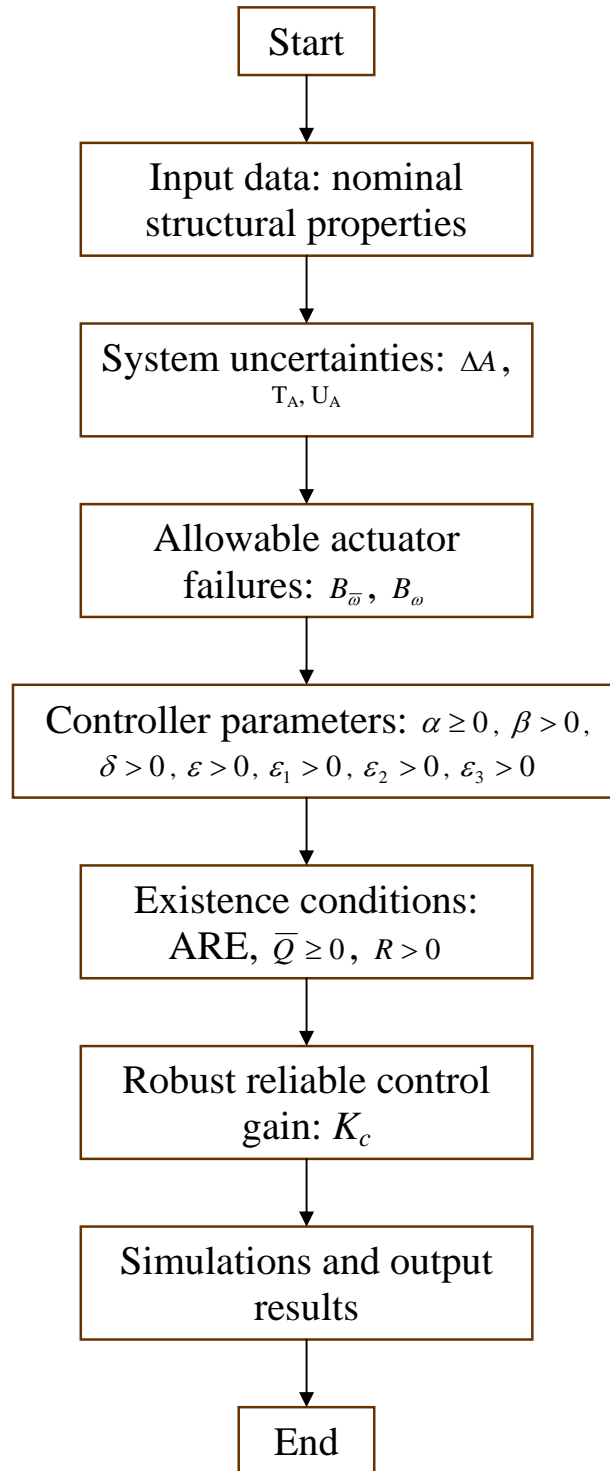 Start
Input data: nominal
structural properties
System uncertainties: ΔA,
T_A, U_A
Allowable actuator
failures: B_ω̅, B_ω
Controller parameters: α ≥ 0, β > 0,
δ > 0, ε > 0, ε₁ > 0, ε₂ > 0, ε₃ > 0
Existence conditions:
ARE, Q̅ ≥ 0, R > 0
Robust reliable control
gain: K_c
Simulations and output
results
End